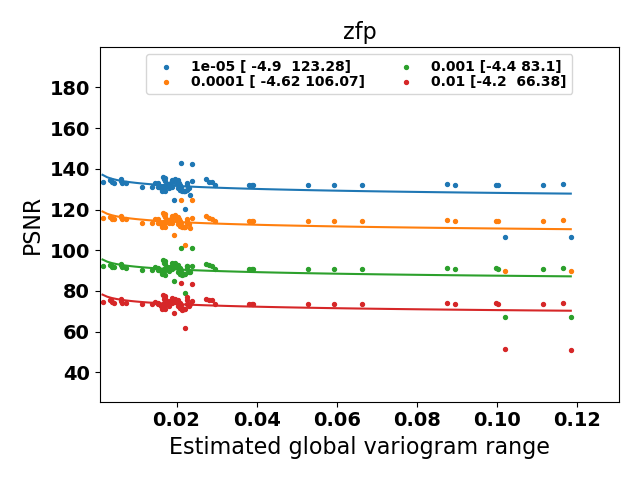 zfp
1e-05 [ -4.9  123.28]
0.0001 [ -4.62 106.07]
0.001 [-4.4 83.1]
0.01 [-4.2  66.38]
180
160
140
120
100
80
60
40
PSNR
0.02 0.04 0.06 0.08 0.10 0.12
Estimated global variogram range